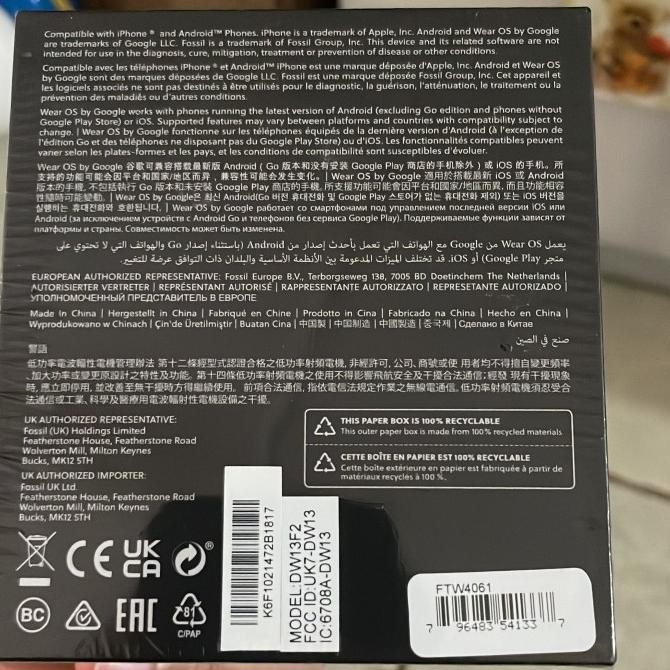 Compatible with iPhone® and Android™ Phones. iPhone is a trademark of Apple, Inc. Android and Wear OS by Google
are trademarks of Google LLC. Fossil is a trademark of Fossil Group, Inc. This device and its related software are not
intended for use in the diagnosis, cure, mitigation, treatment or prevention of disease or other conditions.
Compatible avec les téléphones iPhone® et Android™ iPhone est une marque déposée d'Apple, Inc. Android et Wear OS
by Google sont des marques déposées de Google LLC. Fossil est une marque déposée Fossil Group, Inc. Cet appareil et
les logiciels associés ne sont pas destinés à être utilisés pour le diagnostic, la guérison, l'atténuation, le traitement ou la
prévention des maladies ou d'autres conditions.
Wear OS by Google works with phones running the latest version of Android (excluding Go edition and phones without
Google Play Store) or iOS. Supported features may vary between platforms and countries with compatibility subject to
change. | Wear OS by Google fonctionne sur les téléphones équipés de la dernière version d'Android (à l'exception de
l'édition Go et des téléphones ne disposant pas du Google Play Store) ou d'iOS. Les fonctionnalités compatibles peuvent
varier selon les plates-formes et les pays, et les conditions de compatibilité sont susceptibles d'évoluer.
Wear OS by Google 谷歌可兼容搭載最新版 Android ( Go 版本和没有安裝 Google Play 商店的手机除外 ) 或 iOS 的手机。所
支持的功能可能会因平台和国家/地区而异，兼容性可能会发生变化。| Wear OS by Google 適用於搭載最新 iOS 或 Android
版本的手機, 不包括執行 Go 版本和未安裝 Google Play 商店的手機, 所支援功能可能會因平台和國家/地區而異, 而且功能相容
性隨時可能變動. | Wear OS by Google은 최신 Android(Go 버전 휴대전화 및 Google Play 스토어가 없는 휴대전화 제외) 또는 iOS 버전을
실행하는 휴대전화와 호환됩니다. | Wear OS by Google работает со смартфонами под управлением последней версии iOS или
Android (за исключением устройств с Android Go и телефонов без сервиса Google Play). Поддерживаемые функции зависят от
платформы и страны. Совместимость может быть изменена.
يعمل Wear OS من Google مع الهواتف التي تعمل بأحدث إصدار من Android (باستثناء إصدار Go والهواتف التي لا تحتوي على
متجر Google Play) أو iOS. قد تختلف الميزات المدعومة بين الأنظمة الأساسية والبلدان ذات التوافق عرضة للتغيير.
EUROPEAN AUTHORIZED REPRESENTATIVE: Fossil Europe B.V., Terborgseweg 138, 7005 BD Doetinchem The Netherlands |
AUTORISIERTER VERTRETER | REPRÉSENTANT AUTORISÉ | RAPPRESENTANTE AUTORIZZATO | REPRESETANTE AUTORIZADO |
УПОЛНОМОЧЕННЫЙ ПРЕДСТАВИТЕЛЬ В ЕВРОПЕ
Made In China | Hergestellt in China | Fabriqué en Chine | Prodotto in Cina | Fabricado na China | Hecho en China |
Wyprodukowano w Chinach | Çin'de Üretilmiştir | Buatan Cina | 中国製 | 中国制造 | 中國製造 | 중국제 | Сделано в Китае
صنع في الصين
警語
低功率電波輻性電機管理辦法 第十二條經型式認證合格之低功率射頻電機, 非經許可, 公司、商號或使 用者均不得擅自變更頻率
、加大功率或變更原設計之特性及功能。第十四條低功率射頻電機之使用不得影響飛航安全及干擾合法通信; 經發 現有干擾現象
時, 應立即停用, 並改善至無干擾時方得繼續使用。 前項合法通信, 指依電信法規定作業之無線電通信。低功率射頻電機須忍受合
法通信或工業、科學及醫療用電波輻射性電機設備之干擾。
UK AUTHORIZED REPRESENTATIVE:
Fossil (UK) Holdings Limited
Featherstone House, Featherstone Road
Wolverton Mill, Milton Keynes
Bucks, MK12 5TH
UK AUTHORIZED IMPORTER:
Fossil UK Ltd.
Featherstone House, Featherstone Road
Wolverton Mill, Milton Keynes
Bucks, MK12 5TH
THIS PAPER BOX IS 100% RECYCLABLE
This outer paper box is made from 100% recycled materials
CETTE BOÎTE EN PAPIER EST 100% RECYCLABLE
Cette boîte extérieure en papier est fabriquée à partir de
matériaux recyclés à 100 %.
CE UK CA
BC EAC 81
C/PAP
K6F1021472B1817
MODEL:DW13F2
FCC ID:UK7-DW13
IC:6708A-DW13
FTW4061
7 96483 54133 7